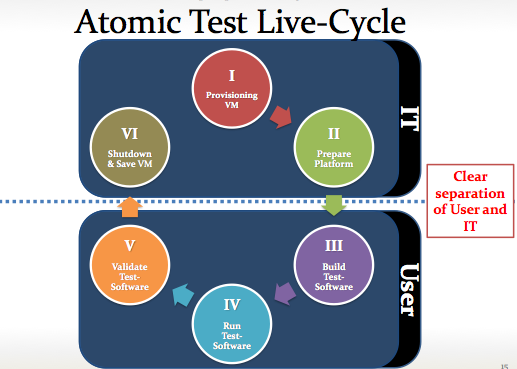 Atomic Test Live-Cycle
I
Provisioning
VM
II
Prepare
Platform
VI
Shutdown
& Save VM
IT
Clear
separation
of User and
IT
III
Build
Test-
Software
IV
Run
Test-
Software
V
Validate
Test-
Software
User
15